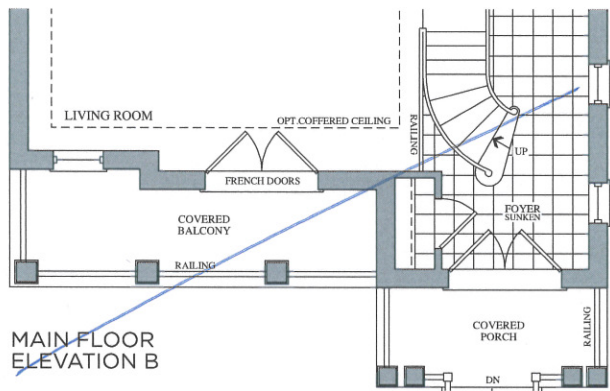 LIVING ROOM
OPT.COFFERED CEILING
RAILING
UP
FRENCH DOORS
FOYER
SUNKEN
COVERED
BALCONY
RAILING
MAIN FLOOR
ELEVATION B
COVERED
PORCH
RAILING
DN